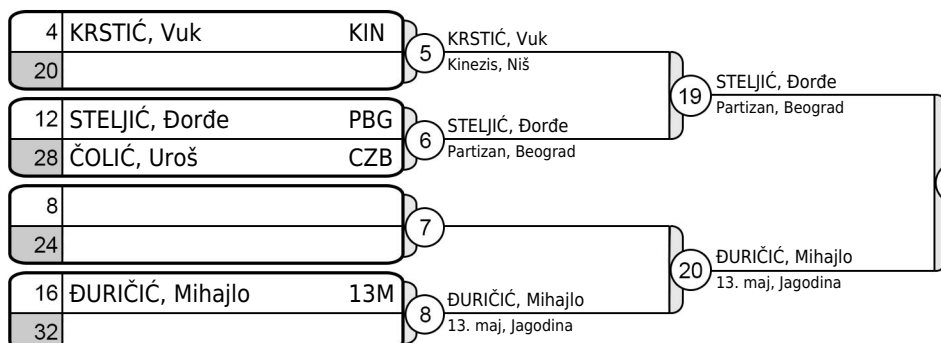 4 KRSTIĆ, Vuk KIN
20
5
KRSTIĆ, Vuk
Kinezis, Niš
12 STELJIĆ, Đorđe PBG
28 ČOLIĆ, Uroš CZB
6
STELJIĆ, Đorđe
Partizan, Beograd
19
STELJIĆ, Đorđe
Partizan, Beograd
8
24
7
16 ĐURIČIĆ, Mihajlo 13M
32
8
ĐURIČIĆ, Mihajlo
13. maj, Jagodina
20
ĐURIČIĆ, Mihajlo
13. maj, Jagodina